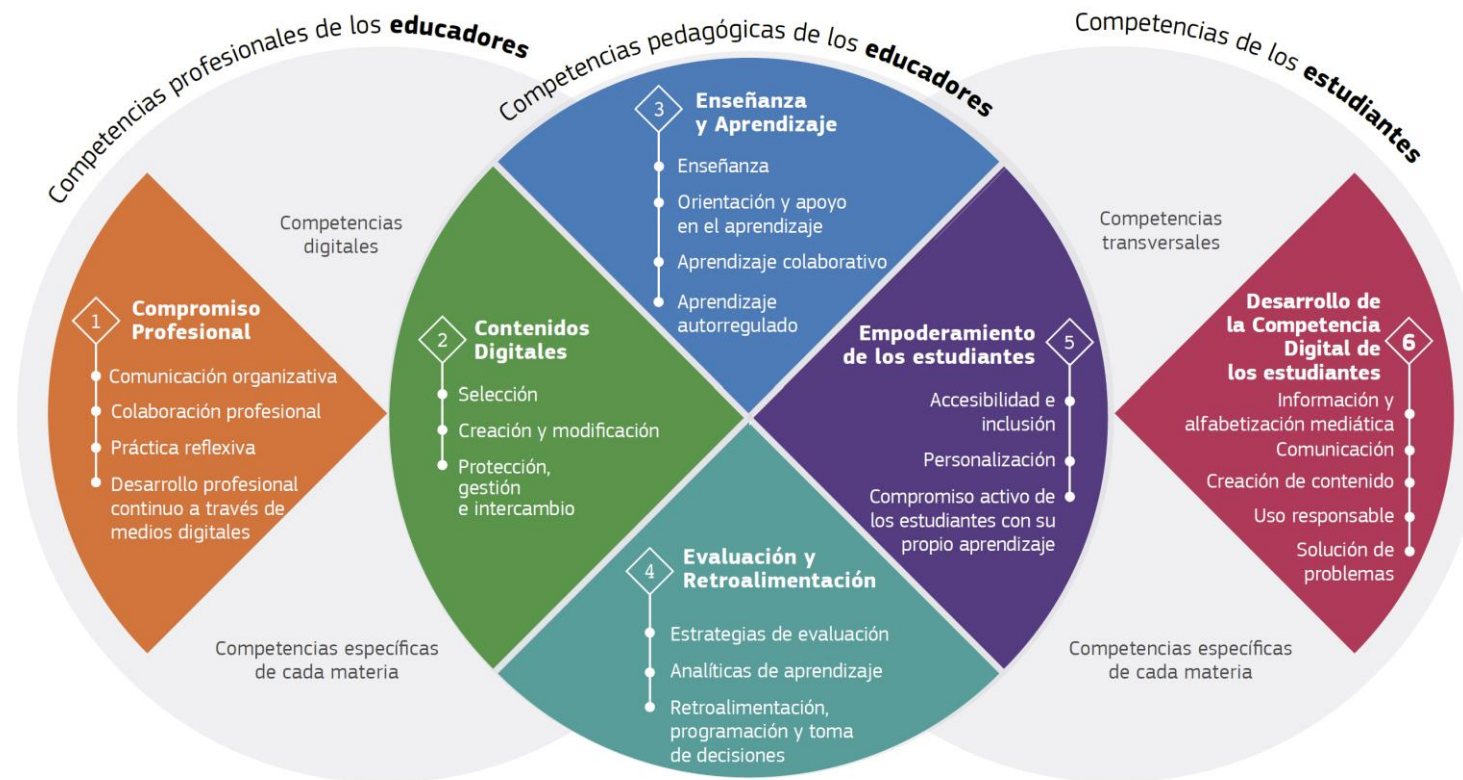 Competencias profesionales de los educadores
Competencias pedagógicas de los educadores
Competencias de los estudiantes
Competencias
digitales
1
Compromiso
Profesional
Comunicación organizativa
Colaboración profesional
Práctica reflexiva
Desarrollo profesional
continuo a través de
medios digitales
Competencias específicas
de cada materia
2
Contenidos
Digitales
Selección
Creación y modificación
Protección,
gestión
e intercambio
3
Enseñanza
y Aprendizaje
Enseñanza
Orientación y apoyo
en el aprendizaje
Aprendizaje colaborativo
Aprendizaje
autorregulado
4
Evaluación y
Retroalimentación
Estrategias de evaluación
Analíticas de aprendizaje
Retroalimentación,
programación y toma
de decisiones
Empoderamiento
de los estudiantes
5
Accesibilidad e
inclusión
Personalización
Compromiso activo de
los estudiantes con su
propio aprendizaje
Competencias
transversales
Desarrollo de
la Competencia
Digital de
los estudiantes
6
Información y
alfabetización mediática
Comunicación
Creación de contenido
Uso responsable
Solución de
problemas
Competencias específicas
de cada materia